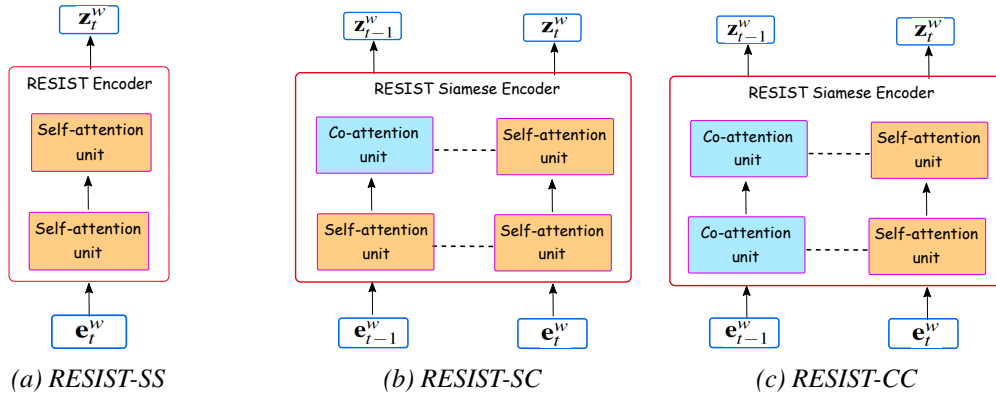 z_t^w
RESIST Encoder
Self-attention
unit
Self-attention
unit
e_t^w
(a) RESIST-SS
z_{t-1}^w z_t^w
RESIST Siamese Encoder
Co-attention
unit
Self-attention
unit
Self-attention
unit
Self-attention
unit
e_{t-1}^w e_t^w
(b) RESIST-SC
z_{t-1}^w z_t^w
RESIST Siamese Encoder
Co-attention
unit
Self-attention
unit
Co-attention
unit
Self-attention
unit
e_{t-1}^w e_t^w
(c) RESIST-CC